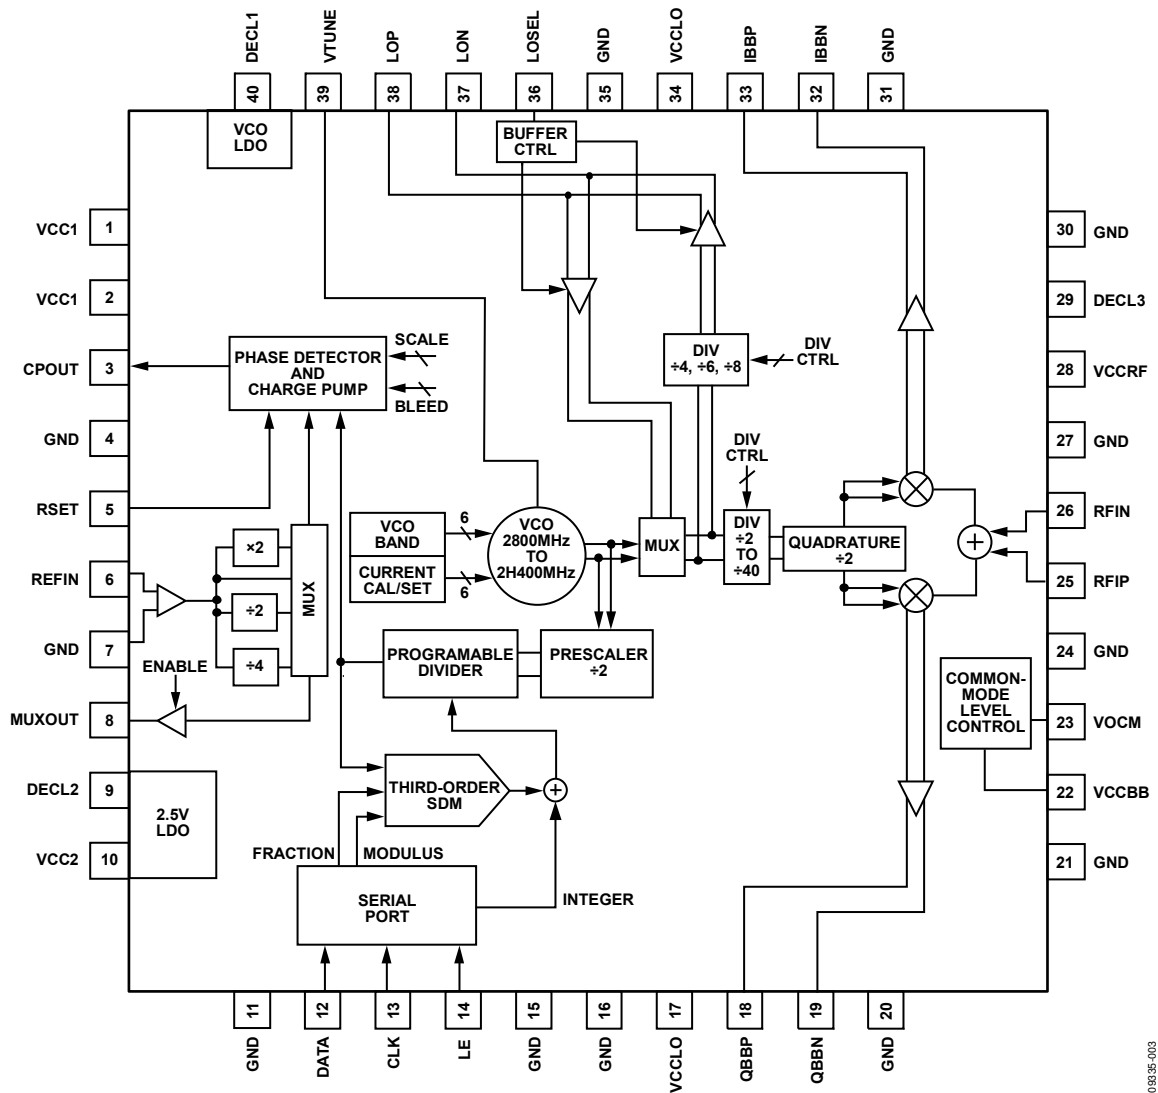 DECL1
VTUNE
LOP
LON
LOSEL
GND
VCCLO
IBBP
IBBN
GND
40
39
38
37
36
35
34
33
32
31
VCO
LDO
BUFFER
CTRL
VCC1
1
VCC1
2
CPOUT
3
GND
4
RSET
5
REFIN
6
GND
7
MUXOUT
8
DECL2
9
VCC2
10
30
GND
29
DECL3
28
VCCRF
27
GND
26
RFIN
25
RFIP
24
GND
23
VOCM
22
VCCBB
21
GND
PHASE DETECTOR
AND
CHARGE PUMP
SCALE
BLEED
DIV
÷4, ÷6, ÷8
DIV
CTRL
DIV
CTRL
VCO
BAND
CURRENT
CAL/SET
6
6
VCO
2800MHz
TO
2H400MHz
MUX
DIV
÷2
TO
÷40
QUADRATURE
÷2
×2
÷2
÷4
MUX
ENABLE
PROGRAMABLE
DIVIDER
PRESCALER
÷2
COMMON-
MODE
LEVEL
CONTROL
2.5V
LDO
THIRD-ORDER
SDM
FRACTION
MODULUS
SERIAL
PORT
INTEGER
11
12
13
14
15
16
17
18
19
20
GND
DATA
CLK
LE
GND
GND
VCCLO
QBBP
QBBN
GND
09335-003